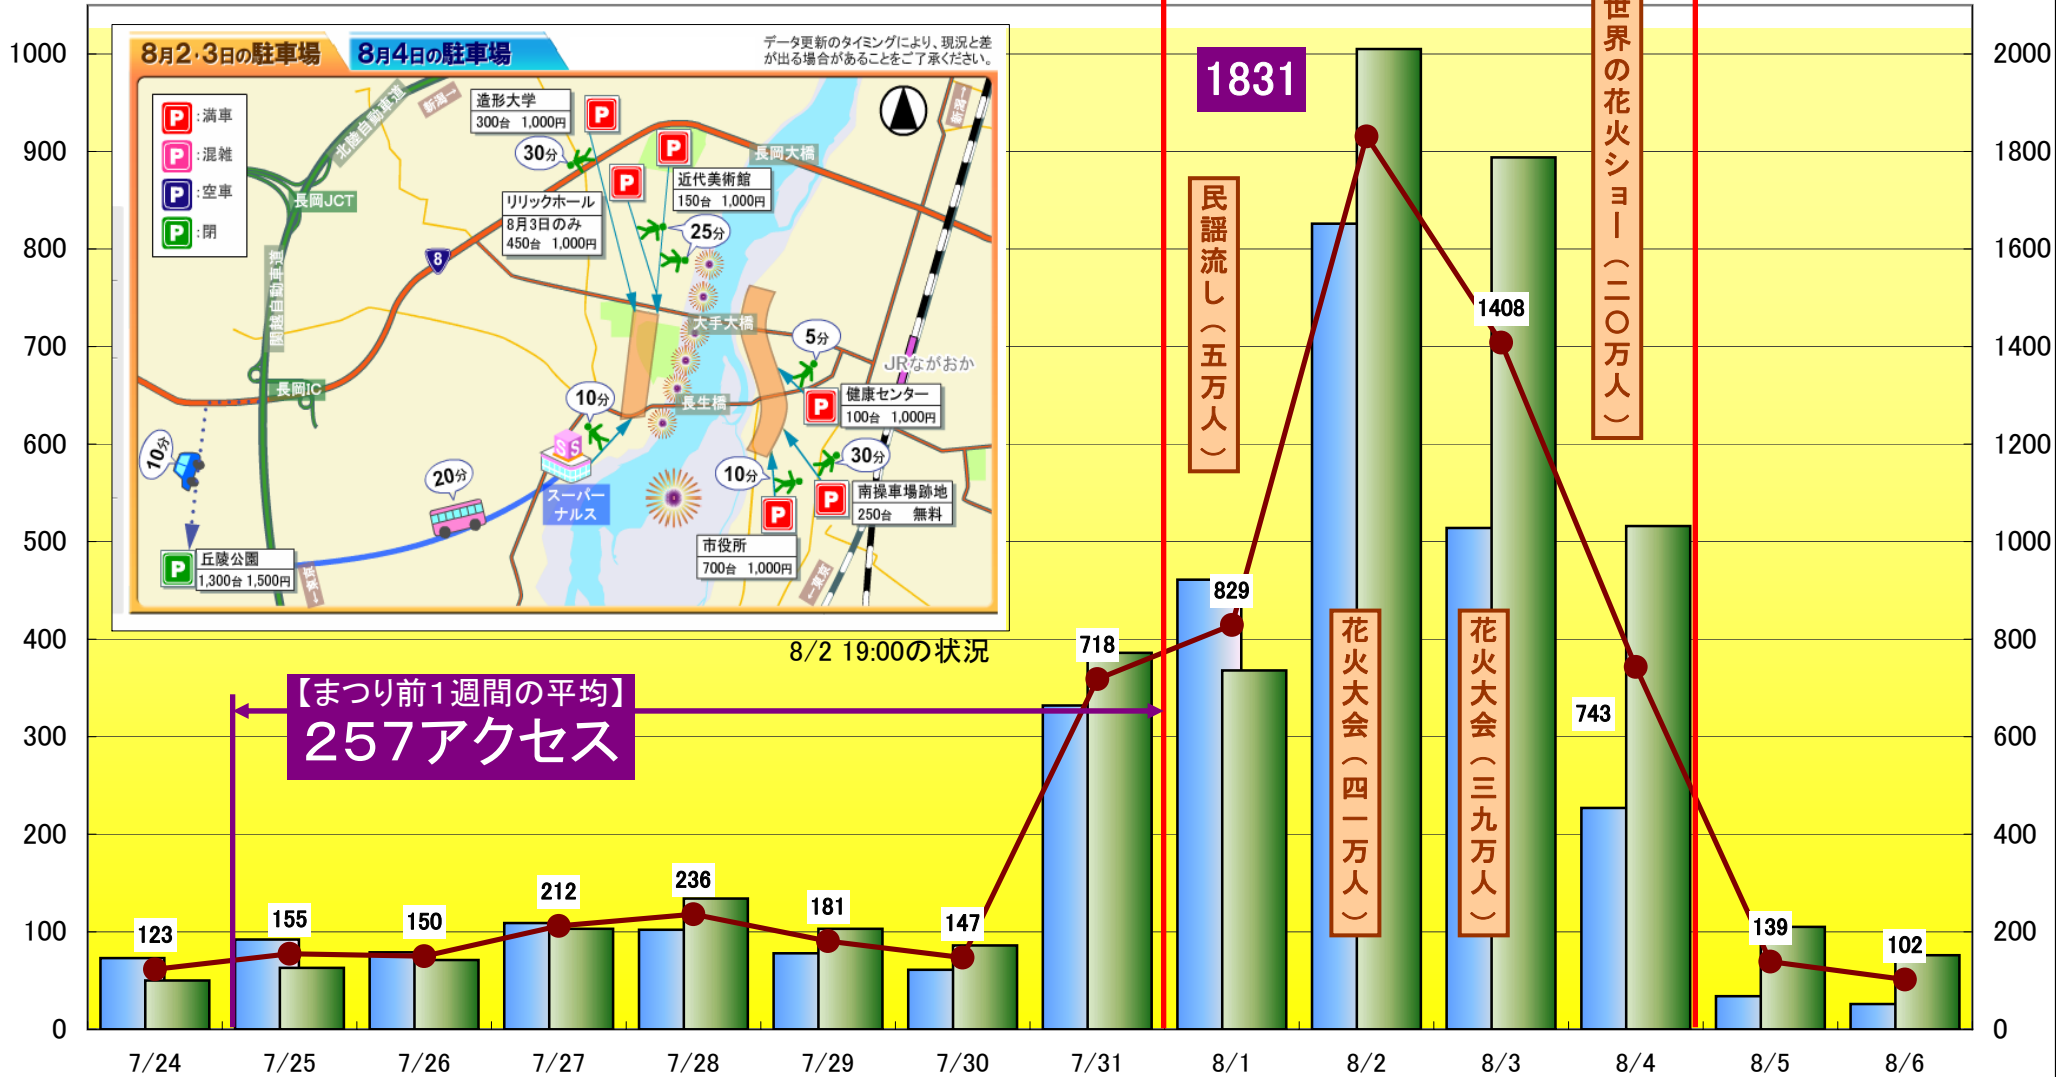 8月2・3日の駐車場
8月4日の駐車場
データ更新のタイミングにより、現況と差
が出る場合があることをご了承ください。
P:満車
P:混雑
P:空車
P:閉
北陸自動車道
新潟→
造形大学
300台 1,000円
P
30分
P
P
近代美術館
150台 1,000円
長岡大橋
新潟→
長岡JCT
リリックホール
8月3日のみ
450台 1,000円
25分
8
関越自動車道
大手大橋
5分
JRながおか
長岡IC
長生橋
P
健康センター
100台 1,000円
10分
10分
20分
S S
スーパー
ナルス
10分
30分
P
P
南操車場跡地
250台 無料
市役所
700台 1,000円
P
丘陵公園
1,300台 1,500円
←東京
←東京
8/2 19:00の状況
【まつり前1週間の平均】
257アクセス
1831
民謡流し(五万人)
花火大会(四一万人)
花火大会(三九万人)
世界の花火ショー(二〇万人)
123
155
150
212
236
181
147
718
829
1408
743
139
102
1000
900
800
700
600
500
400
300
200
100
0
2000
1800
1600
1400
1200
1000
800
600
400
200
0
7/24
7/25
7/26
7/27
7/28
7/29
7/30
7/31
8/1
8/2
8/3
8/4
8/5
8/6